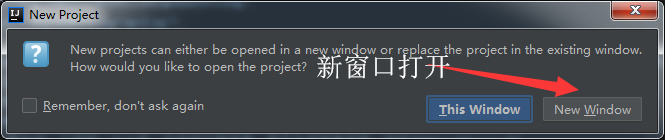 New Project
New projects can either be opened in a new window or replace the project in the existing window.
How would you like to open the project?
新窗口打开
Remember, don't ask again
This Window
New Window